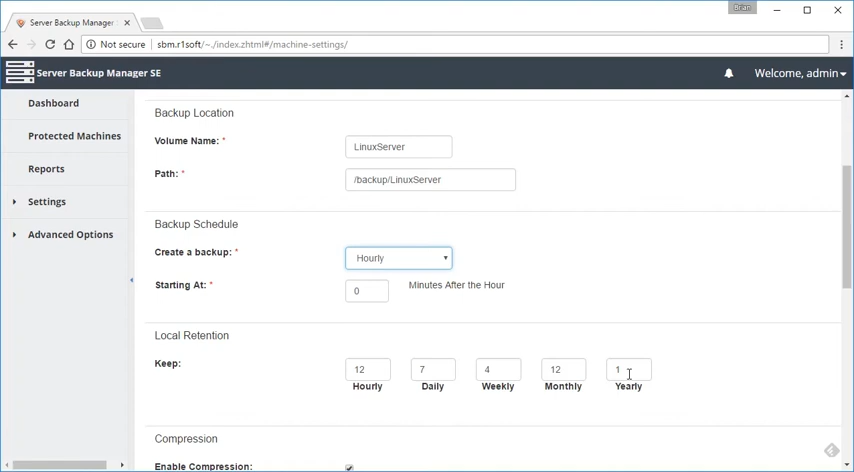 Brian
Server Backup Manager
Not secure
sbm.r1soft/~./index.zhtml#/machine-settings/
Server Backup Manager SE
Welcome, admin
Dashboard
Protected Machines
Reports
Settings
Advanced Options
Backup Location
Volume Name: *
LinuxServer
Path: *
/backup/LinuxServer
Backup Schedule
Create a backup: *
Hourly
Starting At: *
0
Minutes After the Hour
Local Retention
Keep:
12 7 4 12 1
Hourly Daily Weekly Monthly Yearly
Compression
Enable Compression: